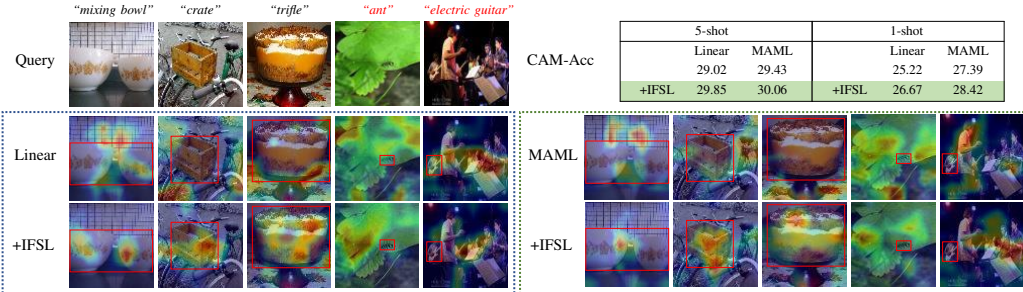 "mixing bowl" "crate" "trifle" "ant" "electric guitar"
Query
Linear
+IFSL
CAM-Acc
5-shot 1-shot
Linear MAML Linear MAML
29.02 29.43 25.22 27.39
+IFSL 29.85 30.06 +IFSL 26.67 28.42
MAML
+IFSL